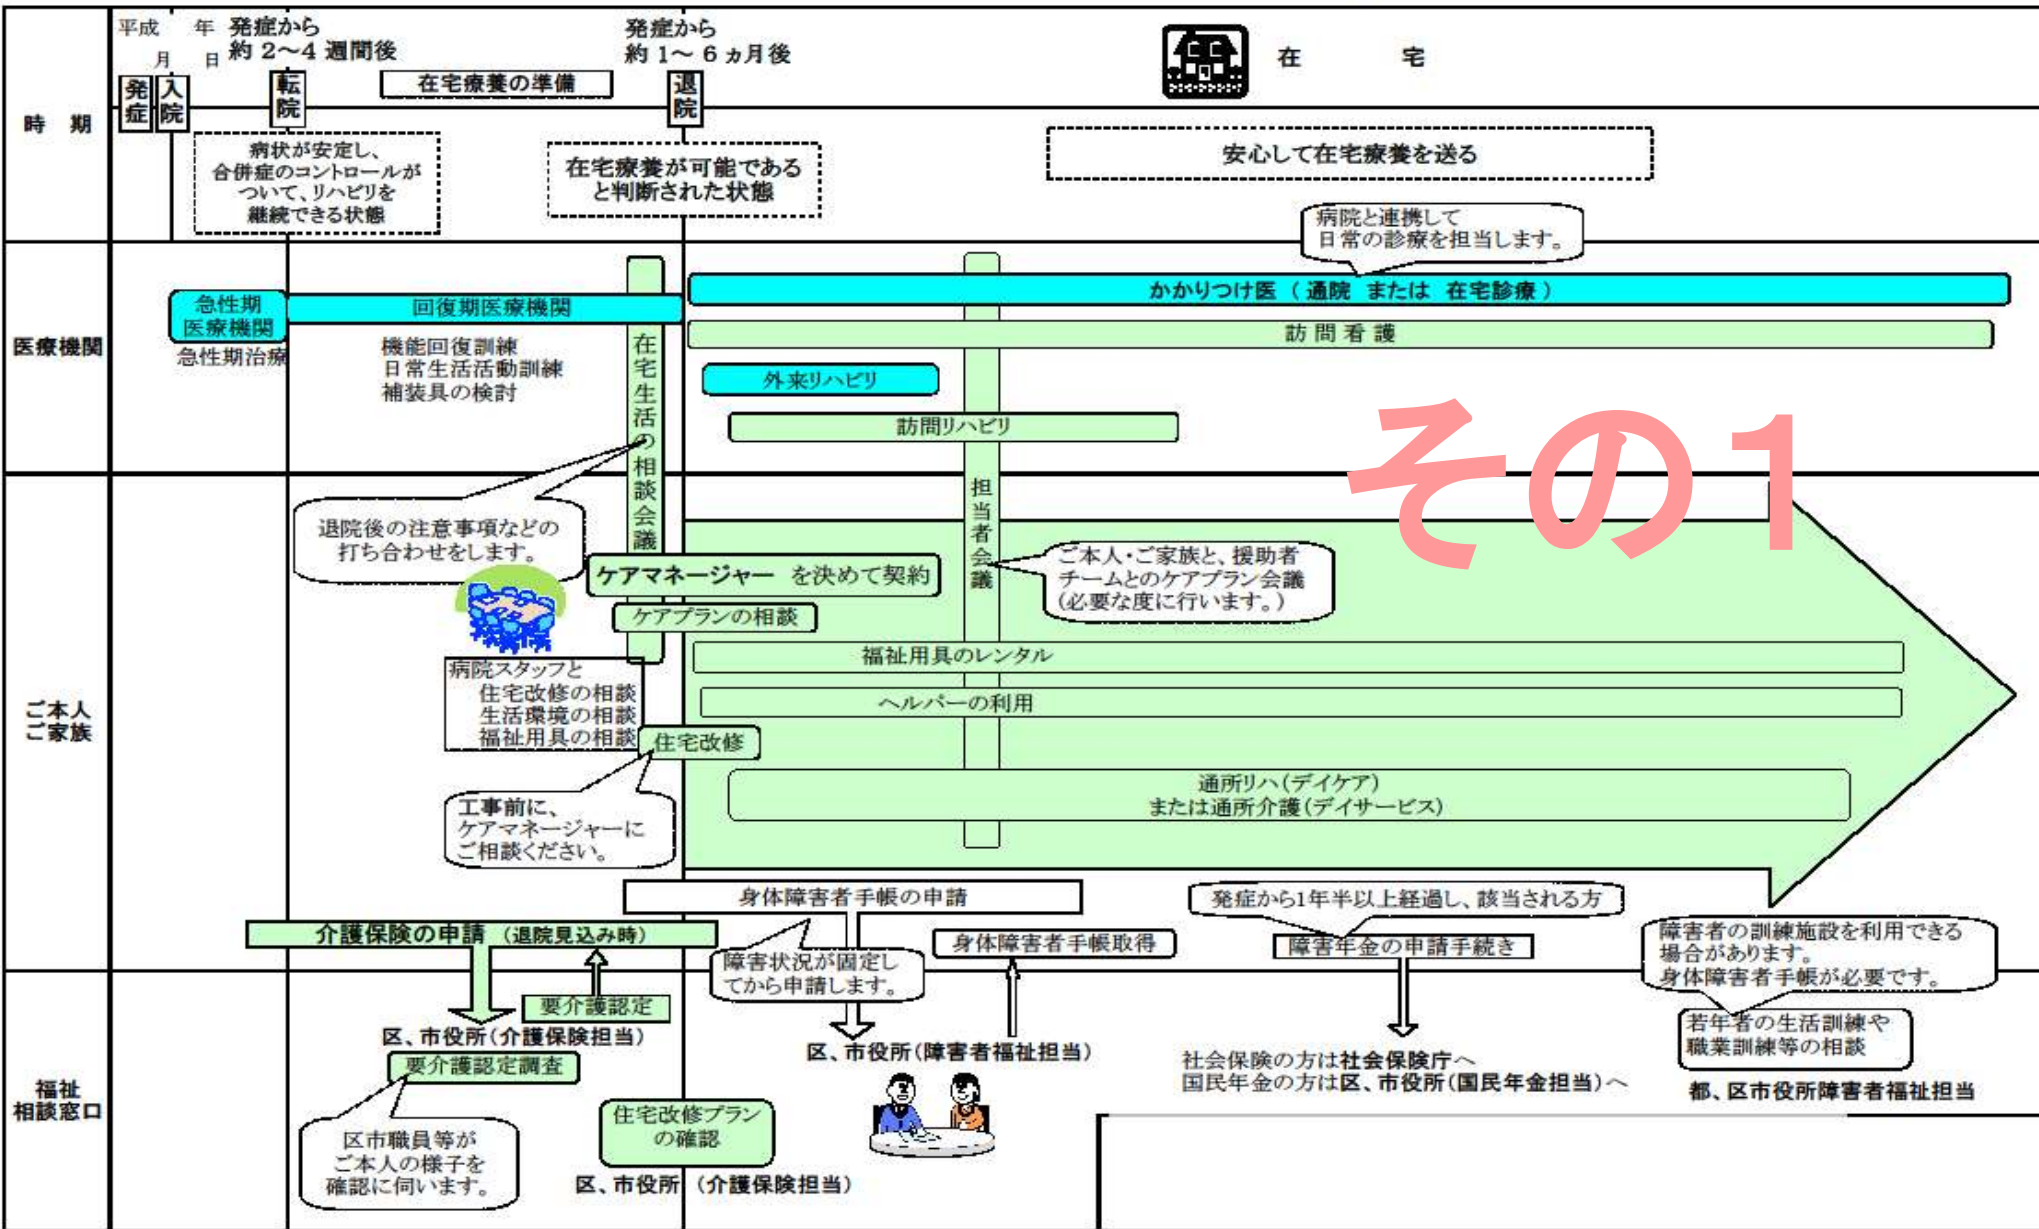 平成　年
月　日
発症から
約2～4週間後
発症から
約1～6ヵ月後
在　宅
時　期
発症
入院
転院
在宅療養の準備
退院
病状が安定し、
合併症のコントロールが
ついて、リハビリを
継続できる状態
在宅療養が可能である
と判断された状態
安心して在宅療養を送る
病院と連携して
日常の診療を担当します。
医療機関
急性期
医療機関
急性期治療
回復期医療機関
機能回復訓練
日常生活活動訓練
補装具の検討
在宅生活の相談会議
かかりつけ医（通院 または 在宅診療）
訪問看護
外来リハビリ
訪問リハビリ
その１
担当者会議
ご本人
ご家族
退院後の注意事項などの
打ち合わせをします。
ケアマネージャー を決めて契約
ケアプランの相談
ご本人・ご家族と、援助者
チームとのケアプラン会議
(必要な度に行います。)
福祉用具のレンタル
ヘルパーの利用
病院スタッフと
住宅改修の相談
生活環境の相談
福祉用具の相談
住宅改修
工事前に、
ケアマネージャーに
ご相談ください。
通所リハ(デイケア)
または通所介護(デイサービス)
身体障害者手帳の申請
発症から1年半以上経過し、該当される方
介護保険の申請（退院見込み時）
身体障害者手帳取得
障害年金の申請手続き
障害者の訓練施設を利用できる
場合があります。
身体障害者手帳が必要です。
障害状況が固定し
てから申請します。
福祉
相談窓口
要介護認定
区、市役所(介護保険担当)
要介護認定調査
区市職員等が
ご本人の様子を
確認に伺います。
住宅改修プラン
の確認
区、市役所（介護保険担当）
区、市役所(障害者福祉担当)
社会保険の方は社会保険庁へ
国民年金の方は区、市役所(国民年金担当)へ
若年者の生活訓練や
職業訓練等の相談
都、区市役所障害者福祉担当